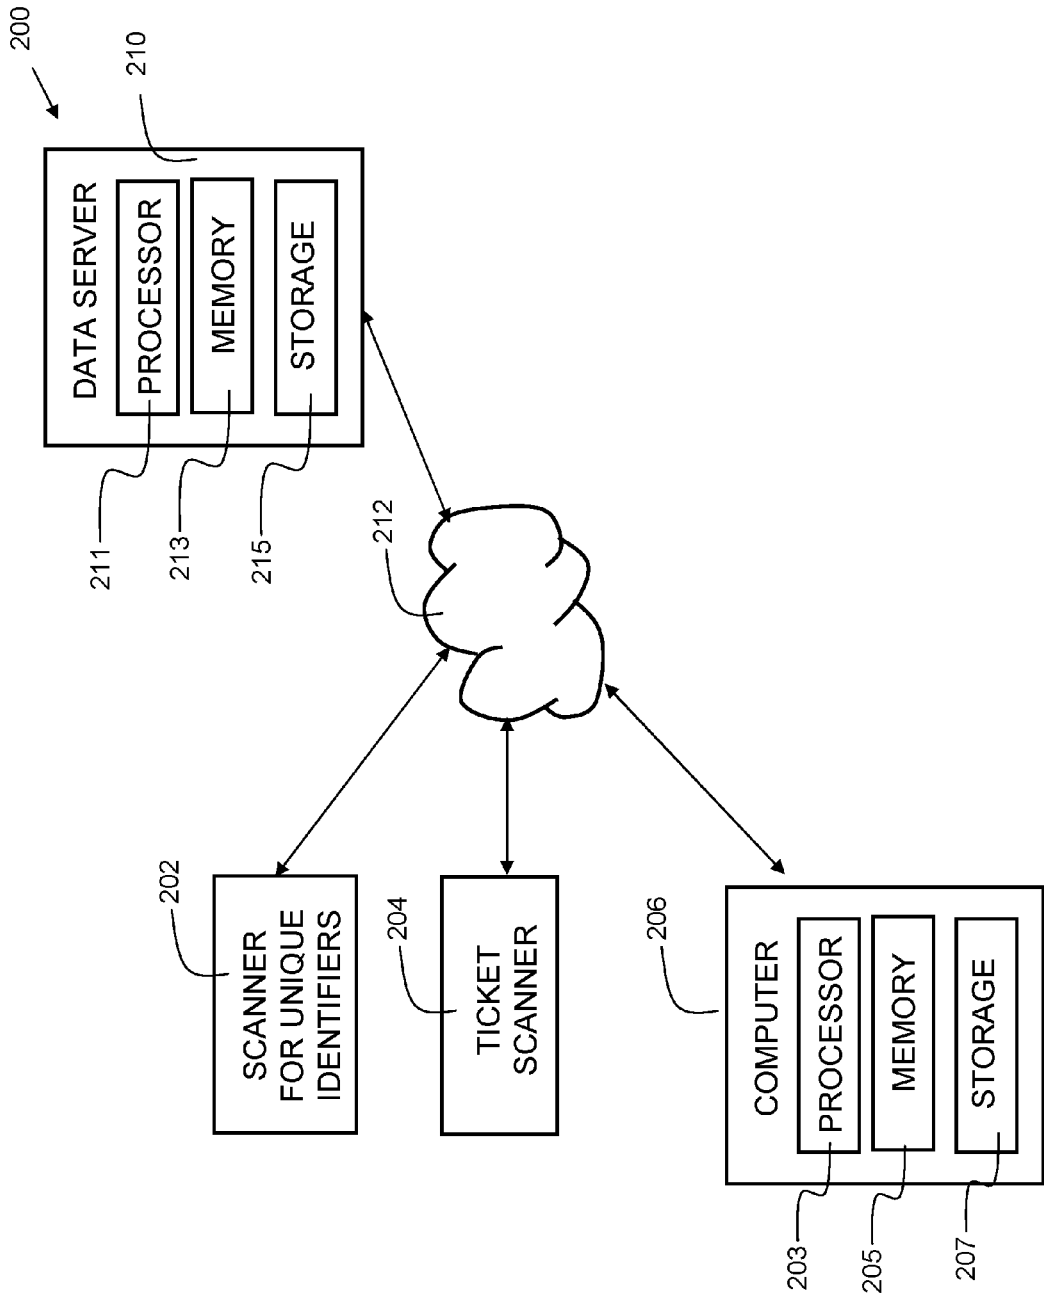 200
210
DATA SERVER
PROCESSOR
MEMORY
STORAGE
211
213
215
212
202
SCANNER
FOR UNIQUE
IDENTIFIERS
204
TICKET
SCANNER
206
COMPUTER
PROCESSOR
MEMORY
STORAGE
203
205
207